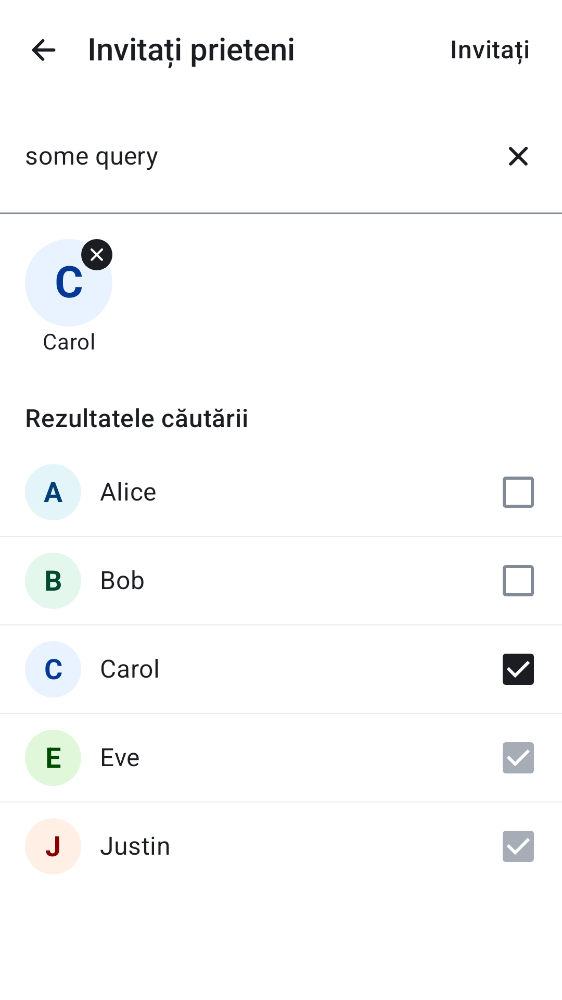 Invitați prieteni Invitați
some query
C
Carol
Rezultatele căutării
A Alice
B Bob
C Carol
E Eve
J Justin